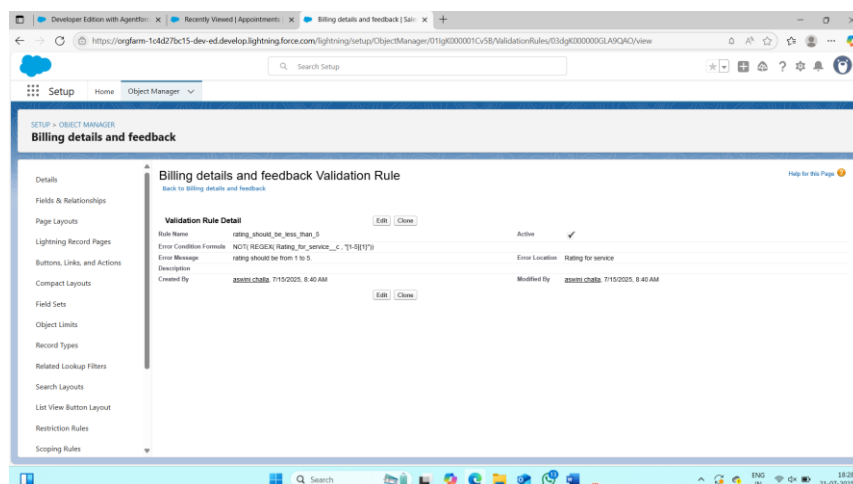 Developer Edition with Agentforc
Recently Viewed | Appointments |
Billing details and feedback | Sale
https://orgfarm-1c4d27bc15-dev-ed.develop.lightning.force.com/lightning/setup/ObjectManager/01IgK000001Cv5B/ValidationRules/03dgK000000GLA9QAO/view
Search Setup
Setup Home Object Manager
SETUP > OBJECT MANAGER
Billing details and feedback
Details
Fields & Relationships
Page Layouts
Lightning Record Pages
Buttons, Links, and Actions
Compact Layouts
Field Sets
Object Limits
Record Types
Related Lookup Filters
Search Layouts
List View Button Layout
Restriction Rules
Scoping Rules
Billing details and feedback Validation Rule
Help for this Page
Back to Billing details and feedback
Validation Rule Detail Edit Clone
Rule Name rating_should_be_less_than_5 Active
Error Condition Formula NOT( REGEX( Rating_for_service__c , "[1-5]{1}"))
Error Message rating should be from 1 to 5 Error Location Rating for service
Description
Created By aswini challa, 7/15/2025, 8:40 AM Modified By aswini challa, 7/15/2025, 8:40 AM
Edit Clone
Search
ENG
IN
18:28
21-07-2025